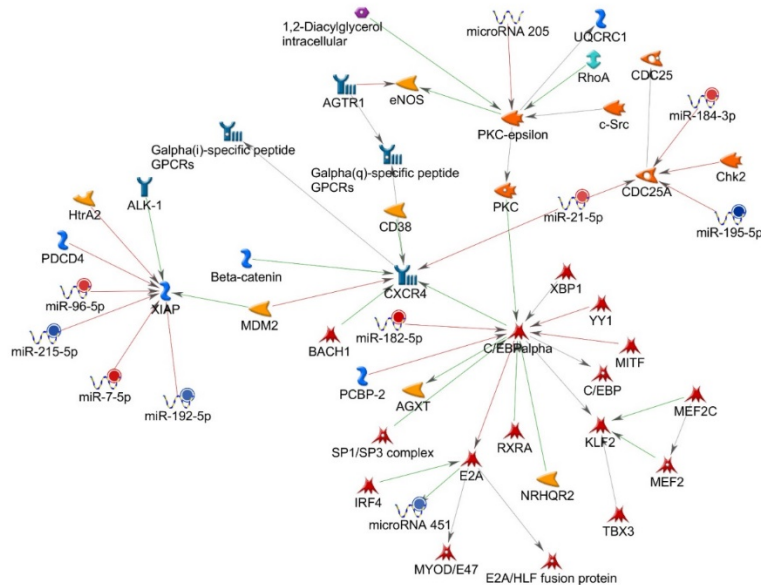 1,2-Diacylglycerol
intracellular
microRNA 205
UQCRC1
RhoA
CDC25
AGTR1
eNOS
miR-184-3p
PKC-epsilon
c-Src
Galpha(i)-specific peptide
GPCRs
Galpha(q)-specific peptide
GPCRs
Chk2
CDC25A
ALK-1
PKC
HtrA2
miR-21-5p
miR-195-5p
CD38
PDCD4
Beta-catenin
CXCR4
XBP1
miR-96-5p
XIAP
MDM2
YY1
BACH1
miR-182-5p
C/EBPalpha
MITF
miR-215-5p
PCBP-2
C/EBP
miR-7-5p
AGXT
MEF2C
miR-192-5p
KLF2
SP1/SP3 complex
RXRA
E2A
MEF2
NRHQR2
IRF4
TBX3
microRNA 451
MYOD/E47
E2A/HLF fusion protein